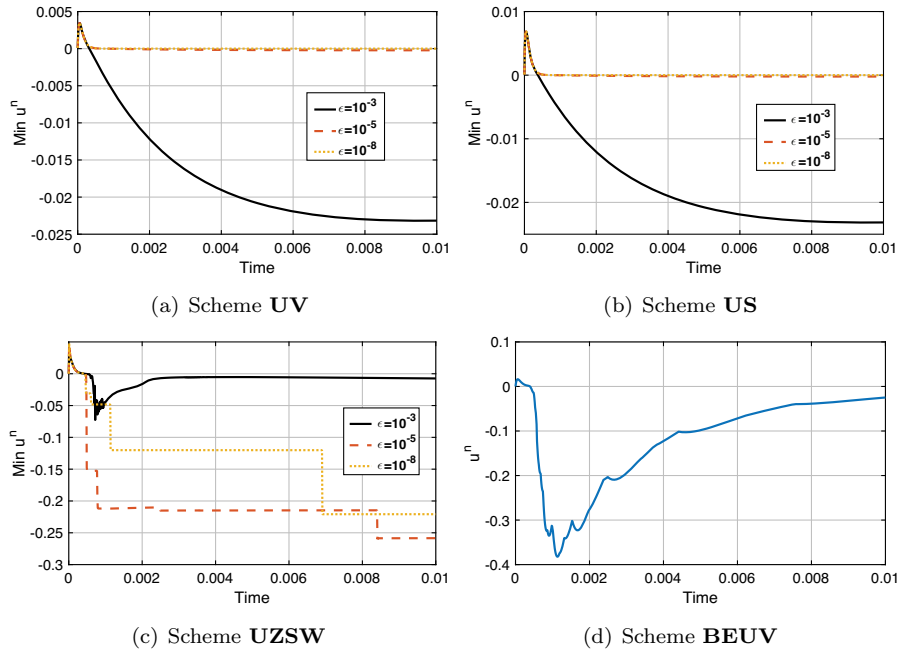 0.005
0
-0.005
-0.01
-0.015
-0.02
-0.025
Min uⁿ
ϵ=10⁻³
ϵ=10⁻⁵
ϵ=10⁻⁸
0 0.002 0.004 0.006 0.008 0.01
Time
(a) Scheme UV
0.01
0
-0.01
-0.02
Min uⁿ
ϵ=10⁻³
ϵ=10⁻⁵
ϵ=10⁻⁸
0 0.002 0.004 0.006 0.008 0.01
Time
(b) Scheme US
0
-0.05
-0.1
-0.15
-0.2
-0.25
-0.3
Min uⁿ
ϵ=10⁻³
ϵ=10⁻⁵
ϵ=10⁻⁸
0 0.002 0.004 0.006 0.008 0.01
Time
(c) Scheme UZSW
0.1
0
-0.1
-0.2
-0.3
-0.4
uⁿ
0 0.002 0.004 0.006 0.008 0.01
Time
(d) Scheme BEUV